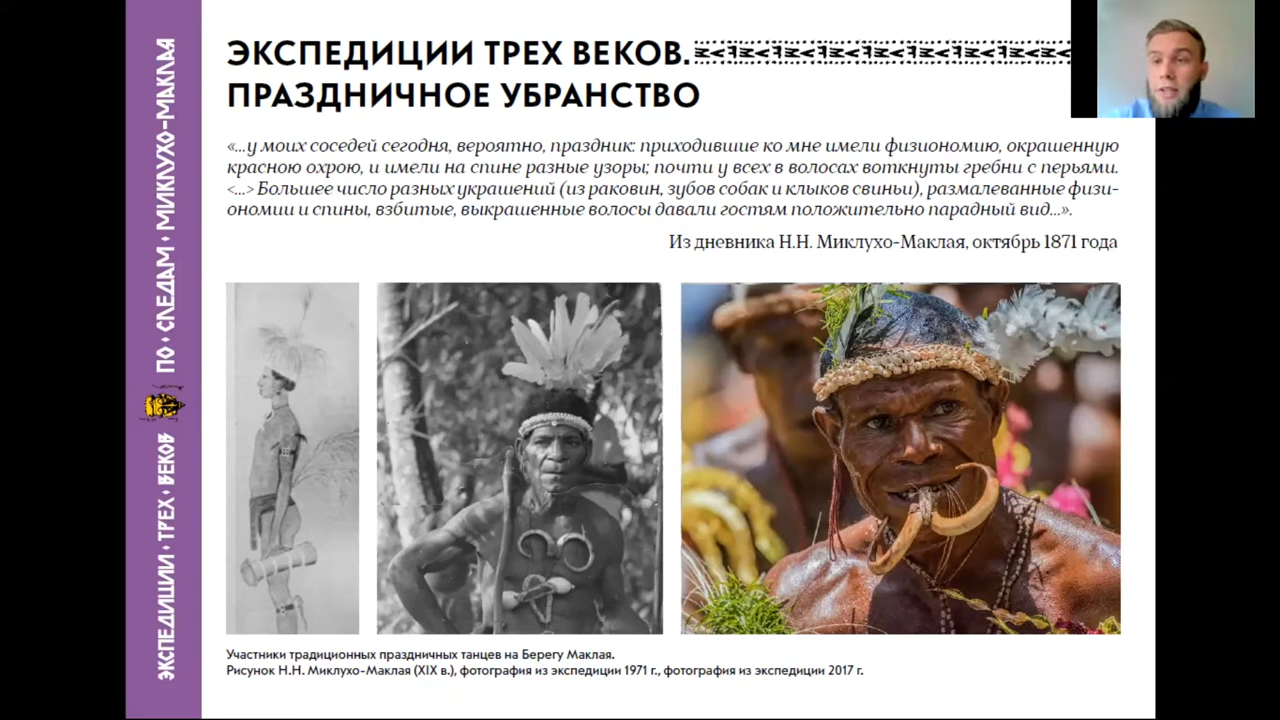 ЭКСПЕДИЦИИ ТРЕХ ВЕКОВ.
ПРАЗДНИЧНОЕ УБРАНСТВО
«...у моих соседей сегодня, вероятно, праздник: приходившие ко мне имели физиономию, окрашенную
красною охрою, и имели на спине разные узоры; почти у всех в волосах воткнуты гребни с перьями.
<...> Большее число разных украшений (из раковин, зубов собак и клыков свиньи), размалеванные физи-
ономии и спины, взбитые, выкрашенные волосы давали гостям положительно парадный вид...».
Из дневника Н.Н. Миклухо-Маклая, октябрь 1871 года
Участники традиционных праздничных танцев на Берегу Маклая.
Рисунок Н.Н. Миклухо-Маклая (XIX в.), фотография из экспедиции 1971 г., фотография из экспедиции 2017 г.
ЭКСПЕДИЦИИ • ТРЕХ • ВЕКОВ ПО • СЛЕДАМ • МИКЛУХО-МАКЛАЯ